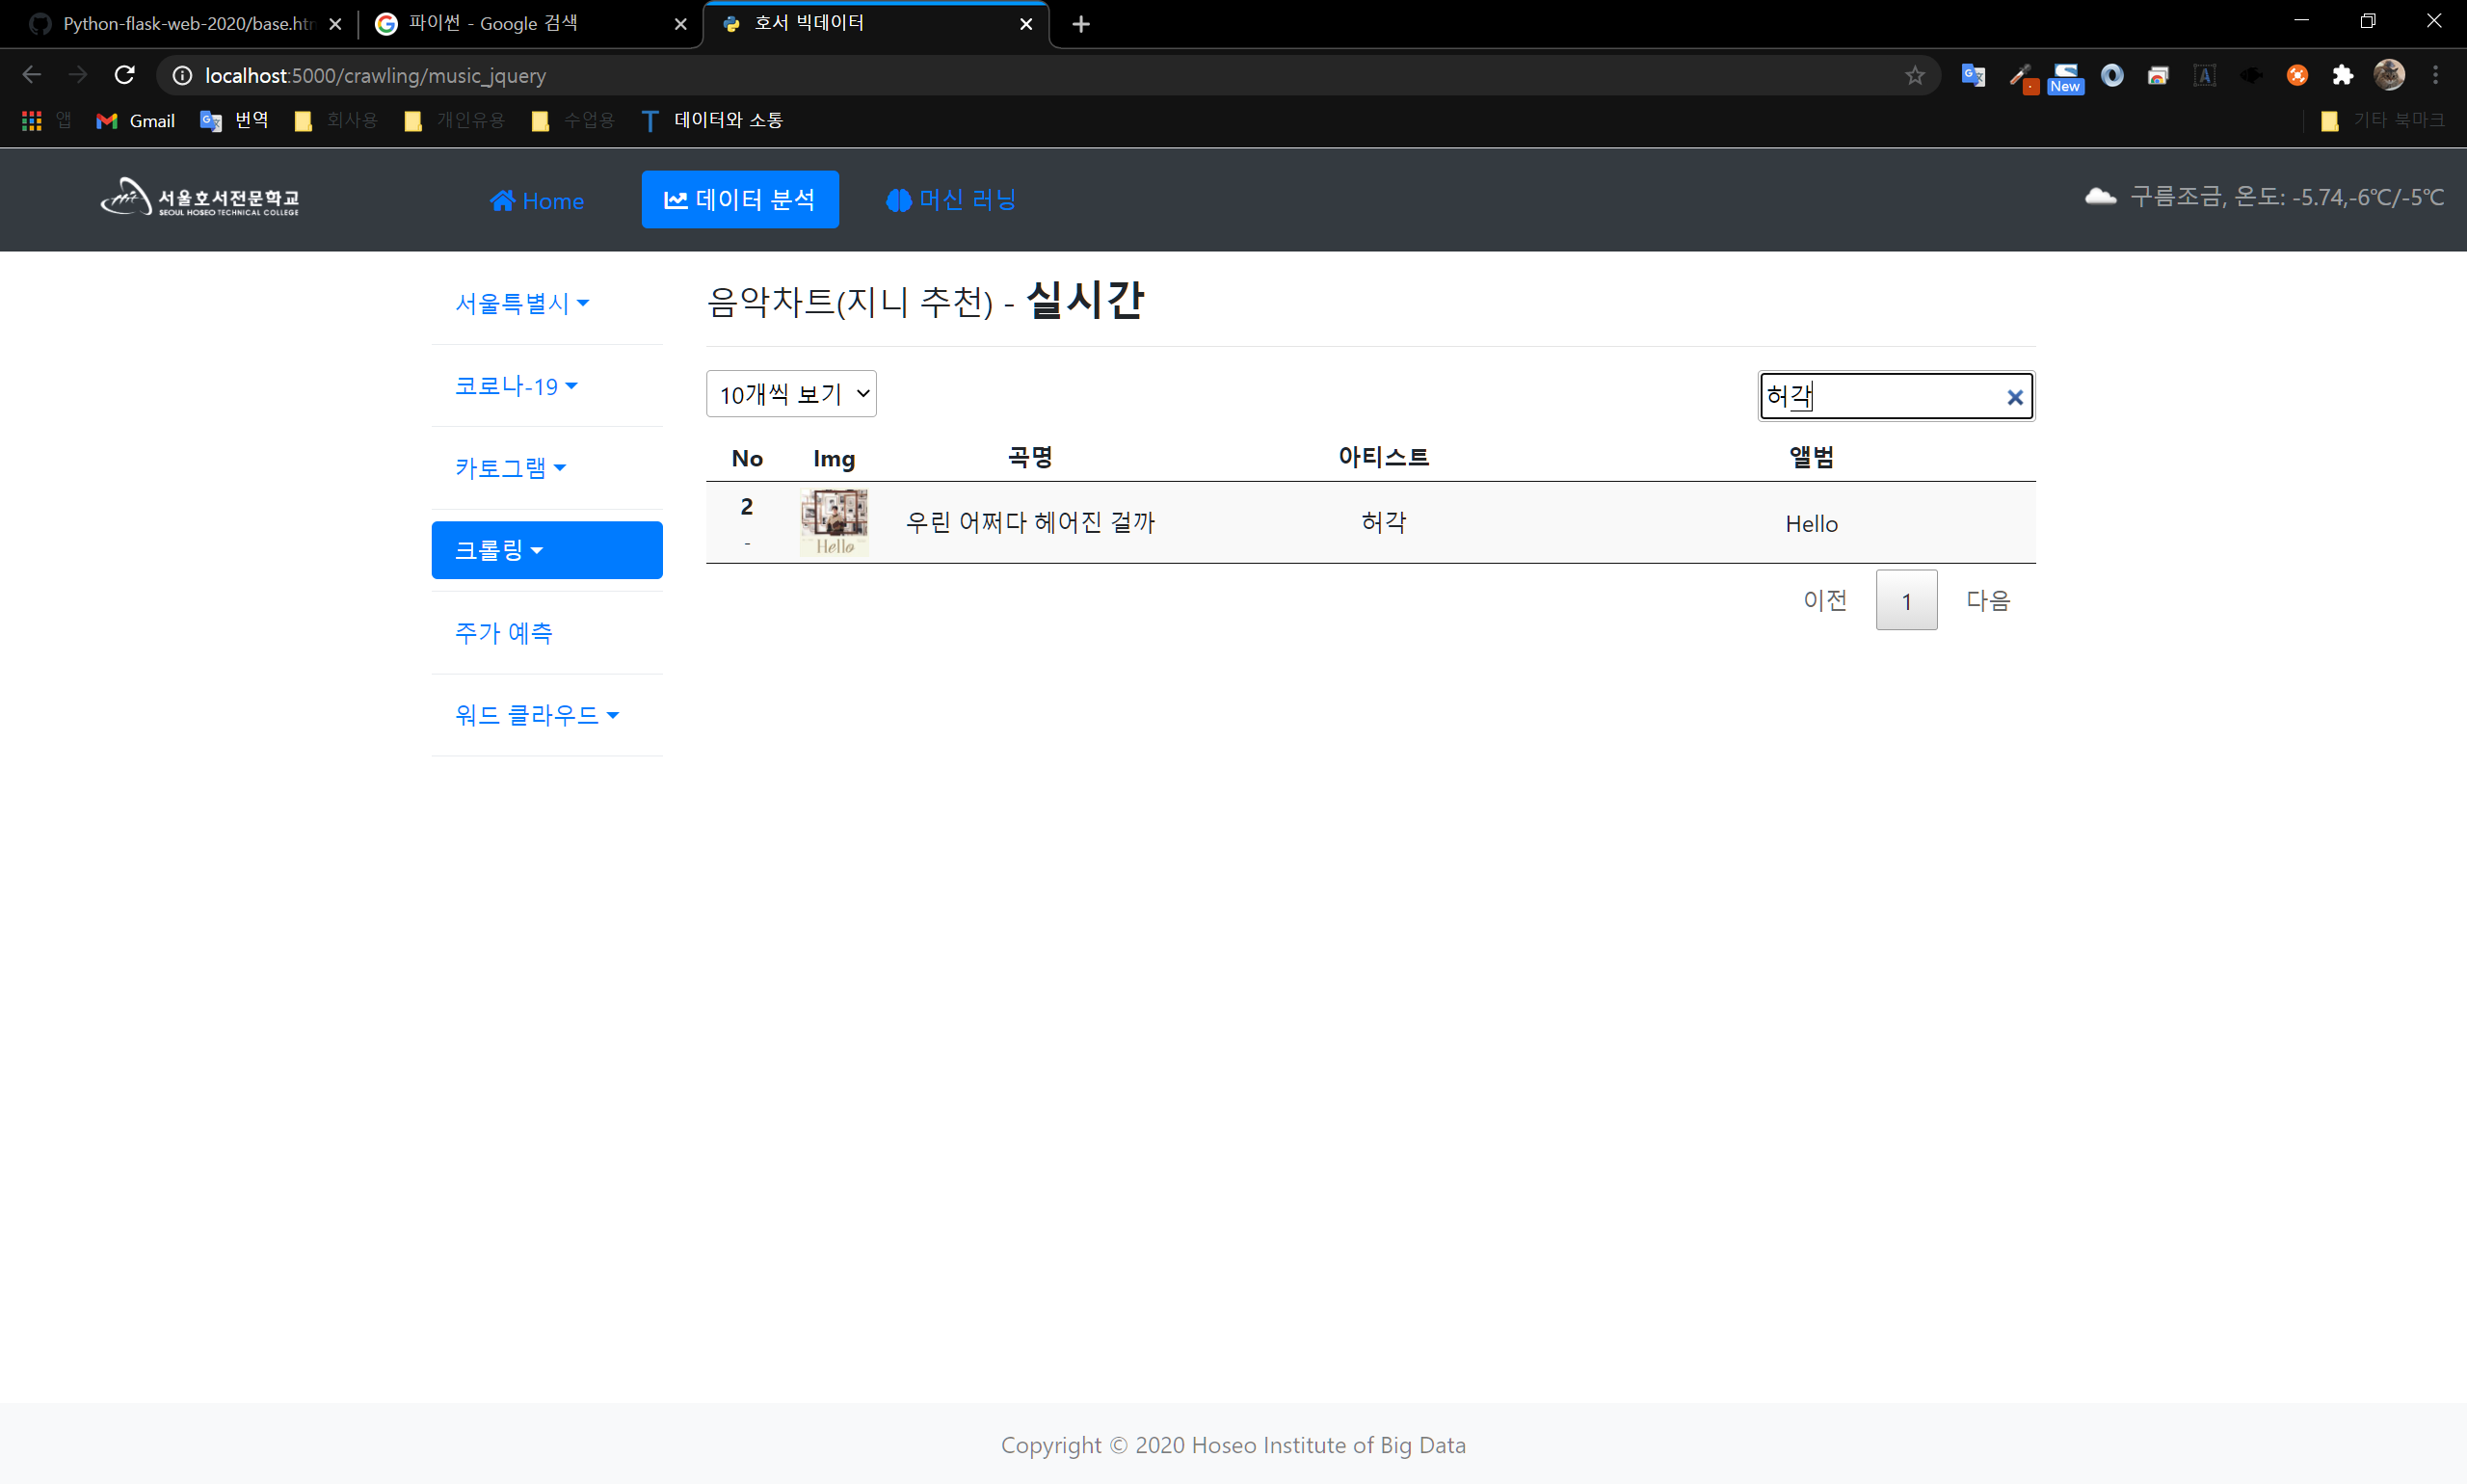 Python-flask-web-2020/base.htm
파이썬 - Google 검색
호서 빅데이터
localhost:5000/crawling/music_jquery
New
앱
Gmail
번역
회사용
개인유용
수업용
데이터와 소통
기타 북마크
서울호서전문학교
SEOUL HOSEO TECHNICAL COLLEGE
Home
데이터 분석
머신 러닝
구름조금, 온도: -5.74,-6℃/-5℃
서울특별시
코로나-19
카토그램
크롤링
주가 예측
워드 클라우드
음악차트(지니 추천) - 실시간
10개씩 보기
허각
No Img 곡명 아티스트 앨범
2 Hello 우린 어쩌다 헤어진 걸까 허각 Hello
-
이전 1 다음
Copyright © 2020 Hoseo Institute of Big Data